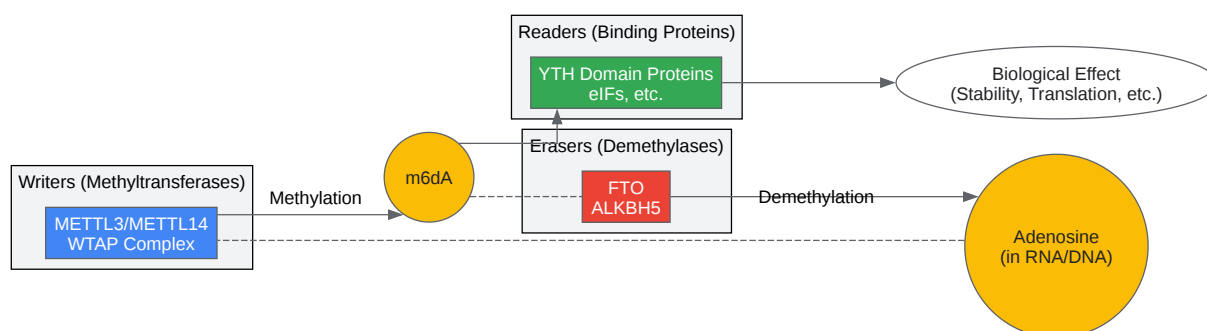 Readers (Binding Proteins)
YTH Domain Proteins
eIFs, etc.
Biological Effect
(Stability, Translation, etc.)
Erasers (Demethylases)
m6dA
Writers (Methyltransferases)
Methylation
FTO
ALKBH5
Demethylation
METTL3/METTL14
WTAP Complex
Adenosine
(in RNA/DNA)